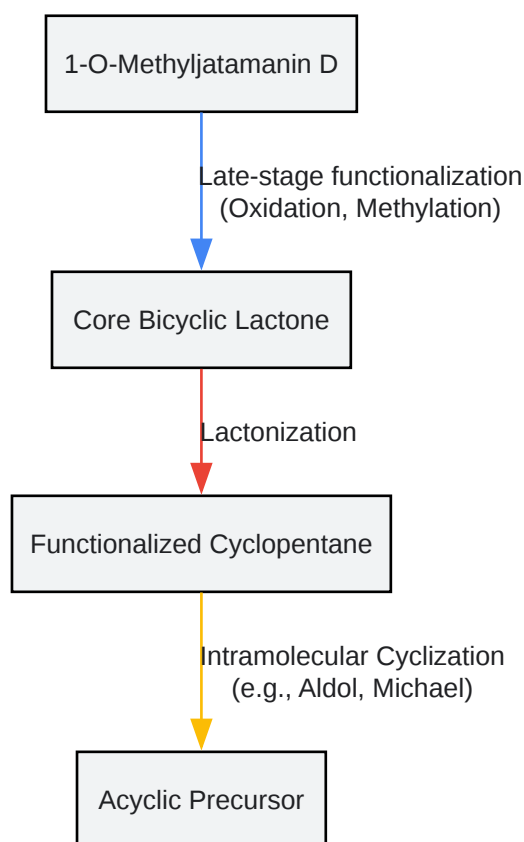 1-O-Methyljatamanin D
Late-stage functionalization
(Oxidation, Methylation)
Core Bicyclic Lactone
Lactonization
Functionalized Cyclopentane
Intramolecular Cyclization
(e.g., Aldol, Michael)
Acyclic Precursor